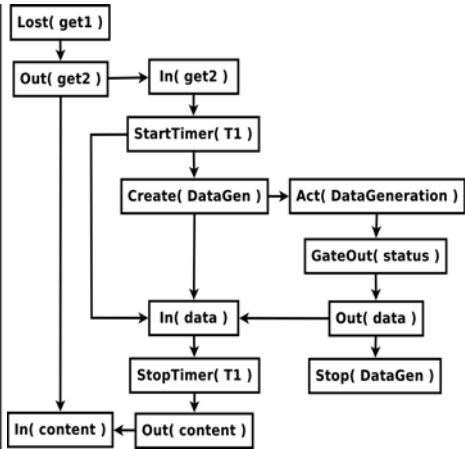 Lost( get1 )
Out( get2 )
In( get2 )
StartTimer( T1 )
Create( DataGen )
Act( DataGeneration )
GateOut( status )
In( data )
Out( data )
StopTimer( T1 )
Stop( DataGen )
In( content )
Out( content )